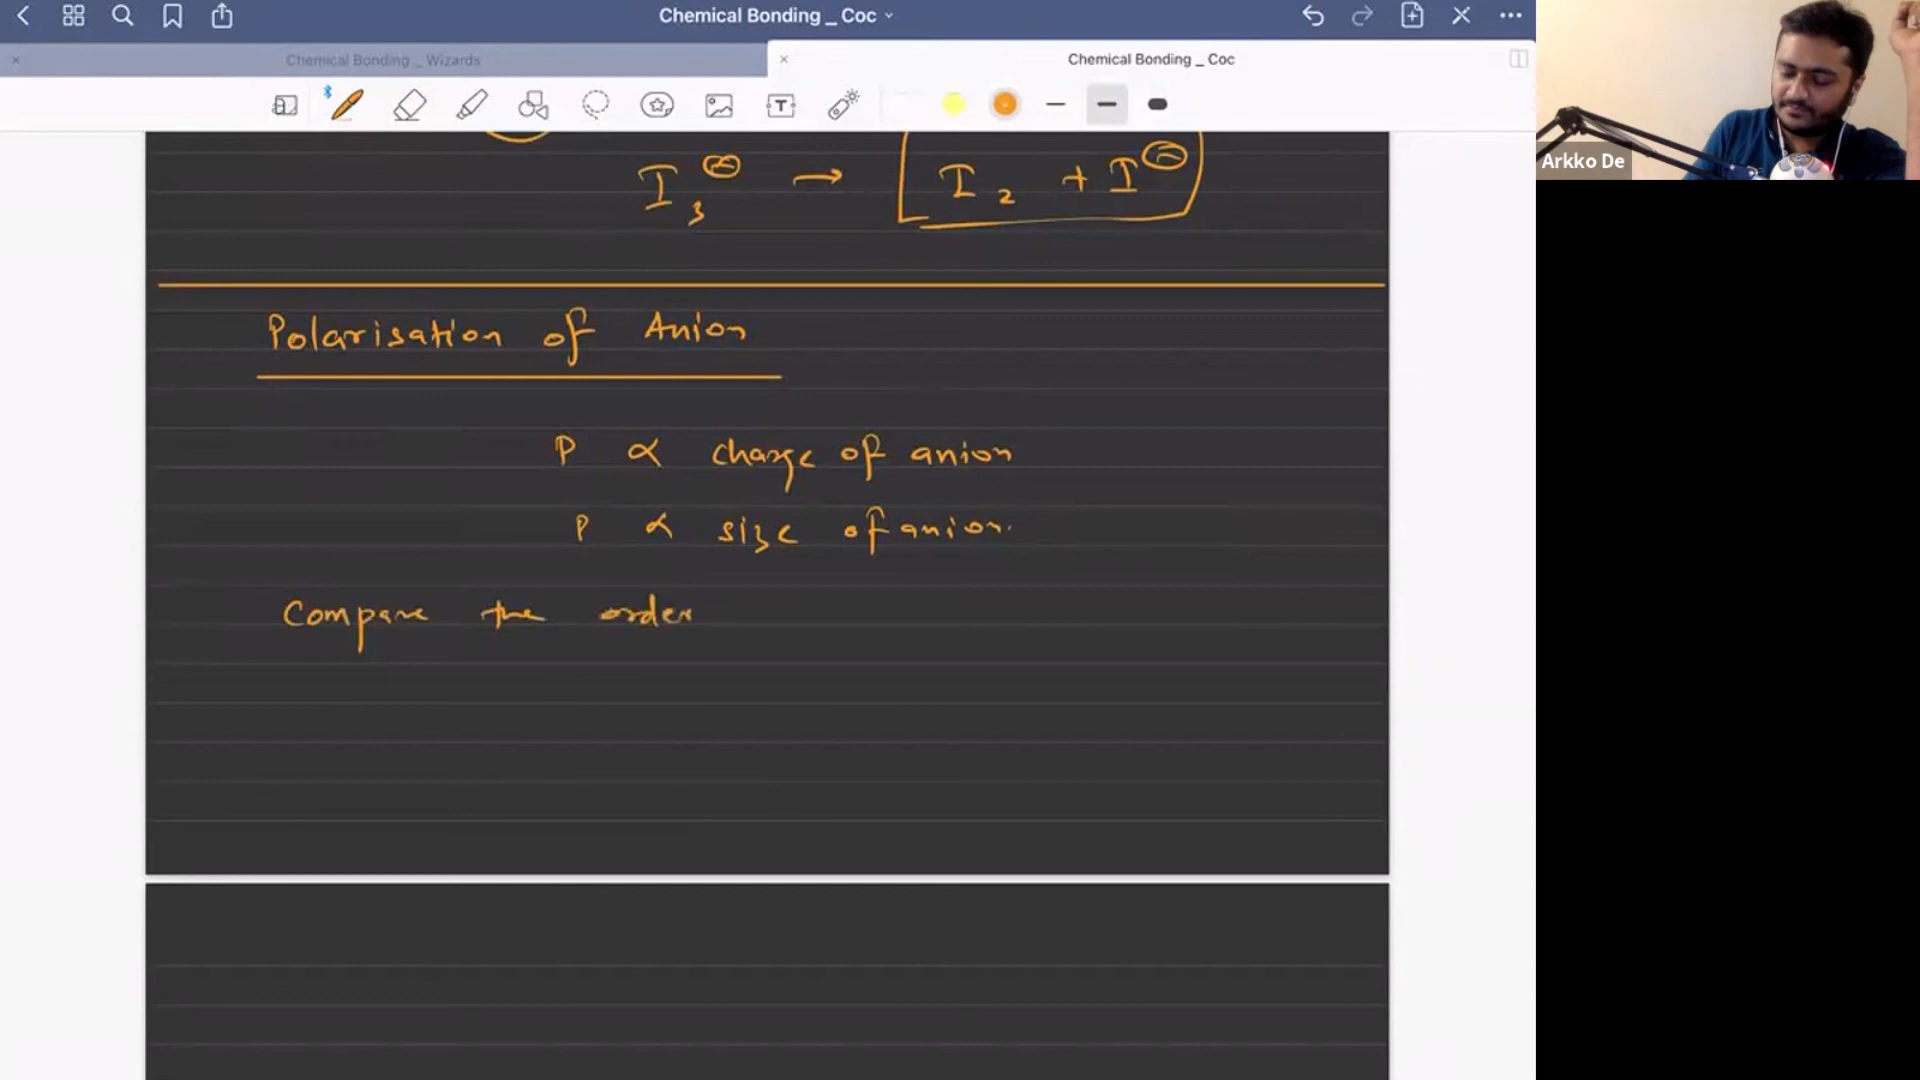 Chemical Bonding _ Coc
Chemical Bonding _ Wizards
Chemical Bonding _ Coc
Arkko De
I₃⊖ → I₂ + I⊖
Polarisation of Anion
P ∝ charge of anion
P ∝ size of anion.
Compare the order